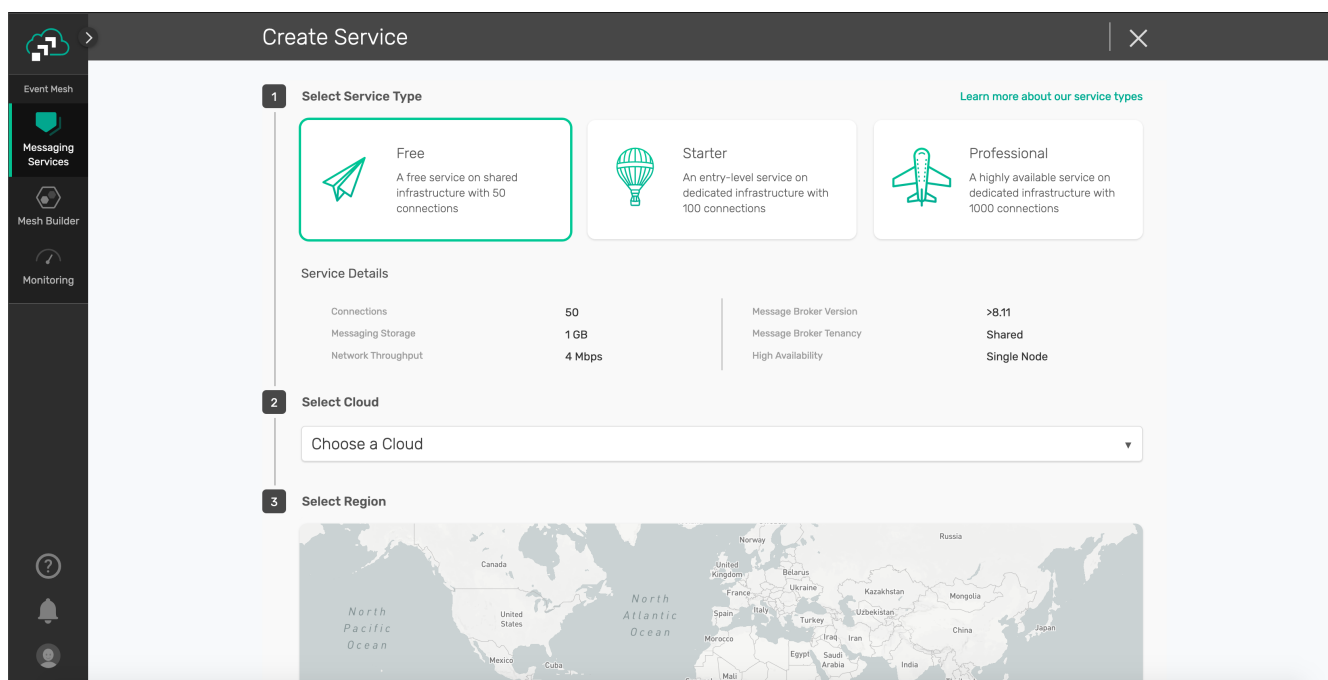 Create Service
Event Mesh
Messaging
Services
Mesh Builder
Monitoring
1
Select Service Type
Learn more about our service types
Free
A free service on shared
infrastructure with 50
connections
Starter
An entry-level service on
dedicated infrastructure with
100 connections
Professional
A highly available service on
dedicated infrastructure with
1000 connections
Service Details
Connections 50
Messaging Storage 1 GB
Network Throughput 4 Mbps
Message Broker Version >8.11
Message Broker Tenancy Shared
High Availability Single Node
2
Select Cloud
Choose a Cloud
3
Select Region
Norway
Russia
Canada
United
Kingdom
Belarus
Ukraine
France
Kazakhstan
Mongolia
North
Atlantic
Ocean
North
Pacific
Ocean
United
States
Spain
Italy
Turkey
Uzbekistan
China
Japan
Morocco
Iraq
Iran
Egypt
Saudi
Arabia
India
Mexico
Cuba
Mali